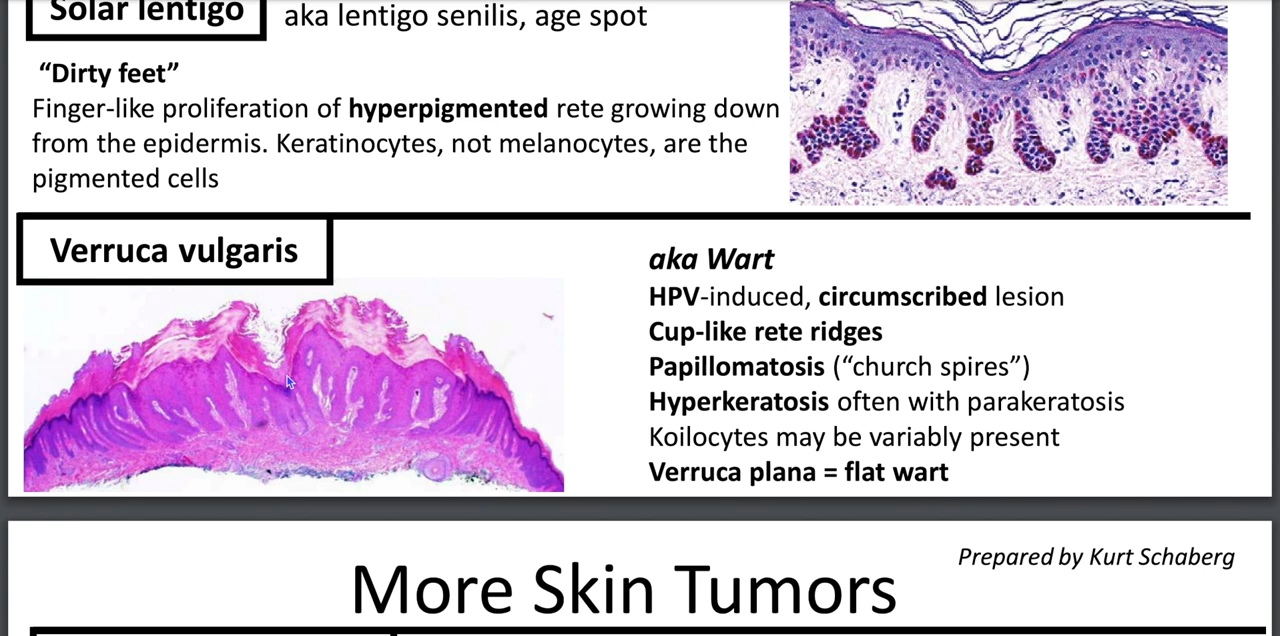 Solar lentigo
aka lentigo senilis, age spot
“Dirty feet”
Finger-like proliferation of hyperpigmented rete growing down
from the epidermis. Keratinocytes, not melanocytes, are the
pigmented cells
Verruca vulgaris
aka Wart
HPV-induced, circumscribed lesion
Cup-like rete ridges
Papillomatosis (“church spires”)
Hyperkeratosis often with parakeratosis
Koilocytes may be variably present
Verruca plana = flat wart
Prepared by Kurt Schaberg
More Skin Tumors